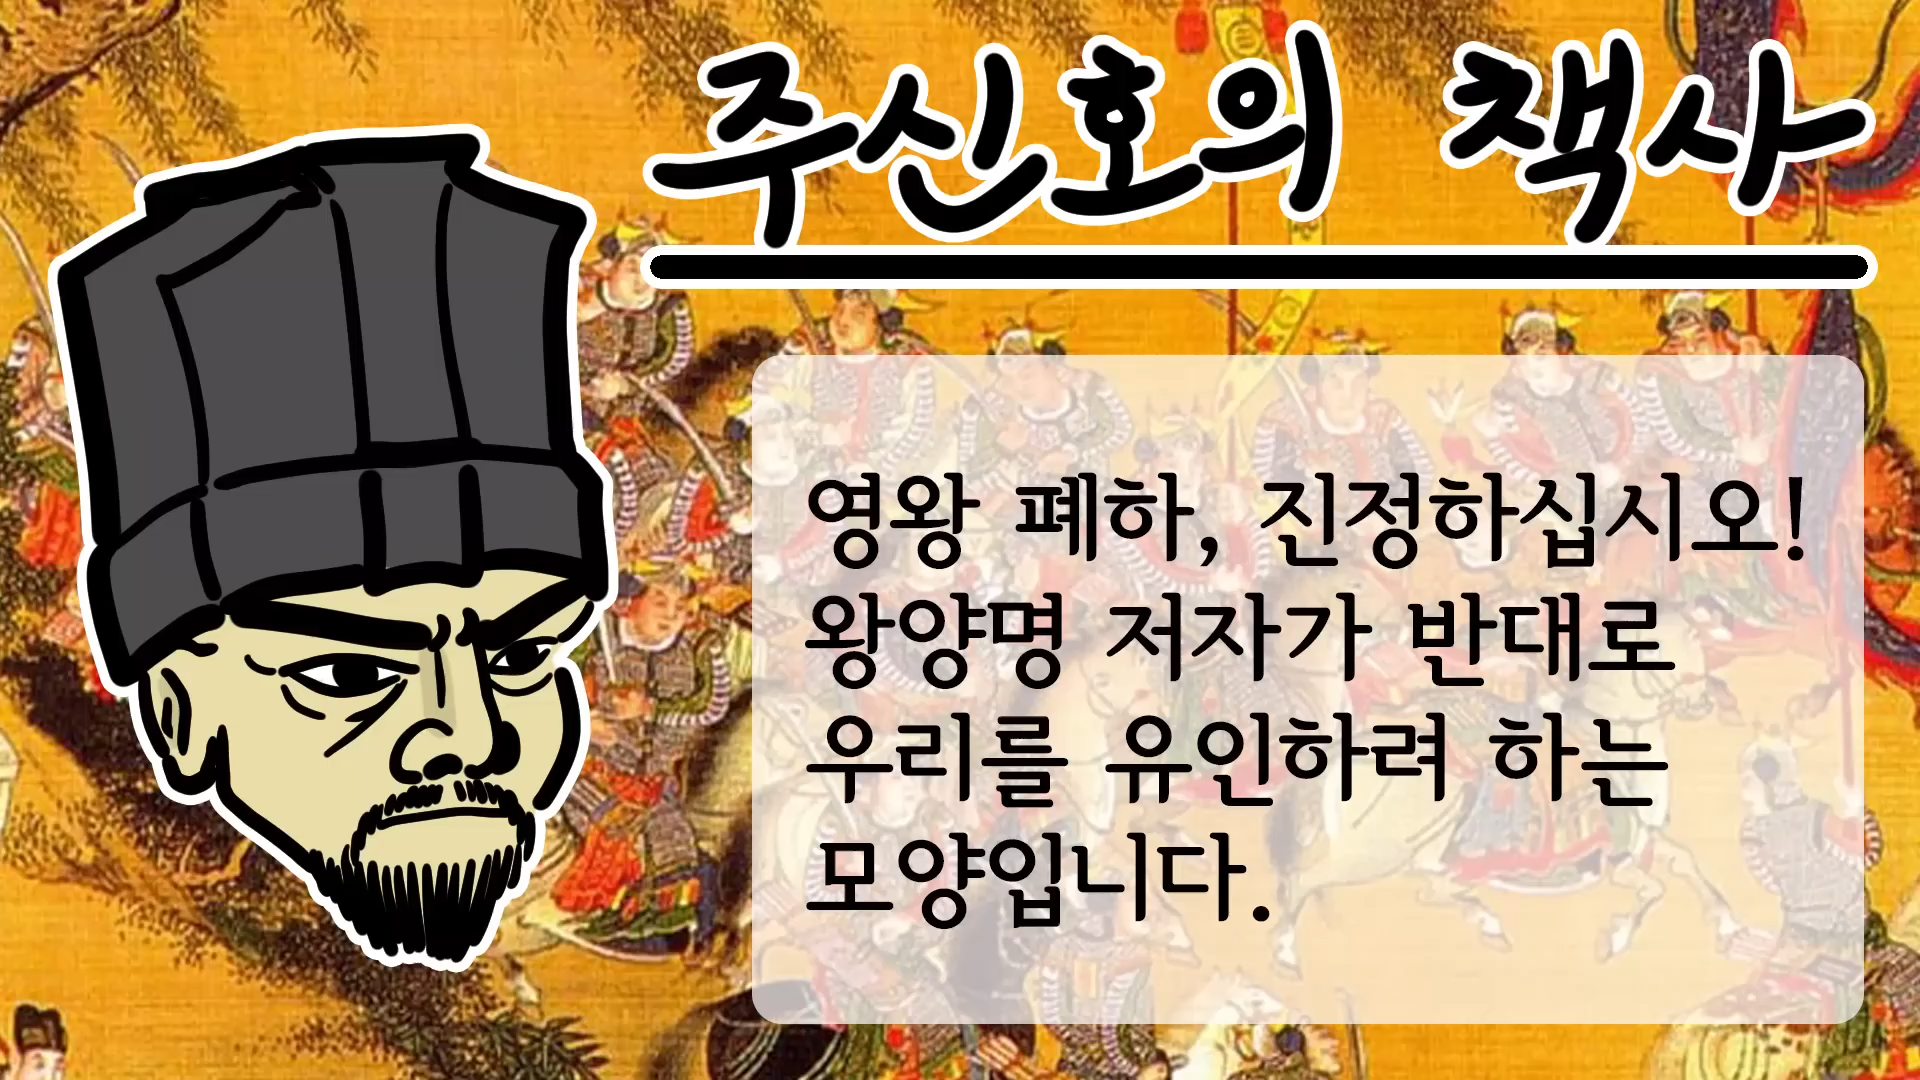 주신호의 책사
영왕 폐하, 진정하십시오!
왕양명 저자가 반대로
우리를 유인하려 하는
모양입니다.